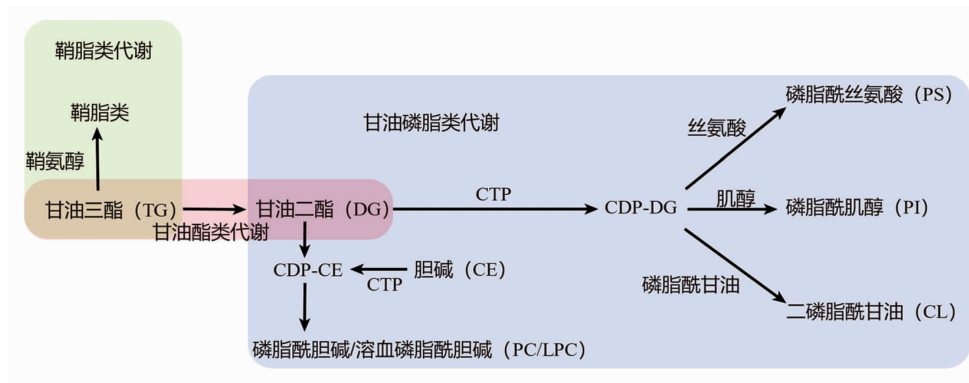 鞘脂类代谢
鞘脂类
鞘氨醇
甘油三酯（TG）
甘油酯类代谢
甘油二酯（DG）
甘油磷脂类代谢
CTP
CDP-DG
丝氨酸
磷脂酰丝氨酸（PS）
肌醇
磷脂酰肌醇（PI）
磷脂酰甘油
二磷脂酰甘油（CL）
CDP-CE
CTP
胆碱（CE）
磷脂酰胆碱/溶血磷脂酰胆碱（PC/LPC）